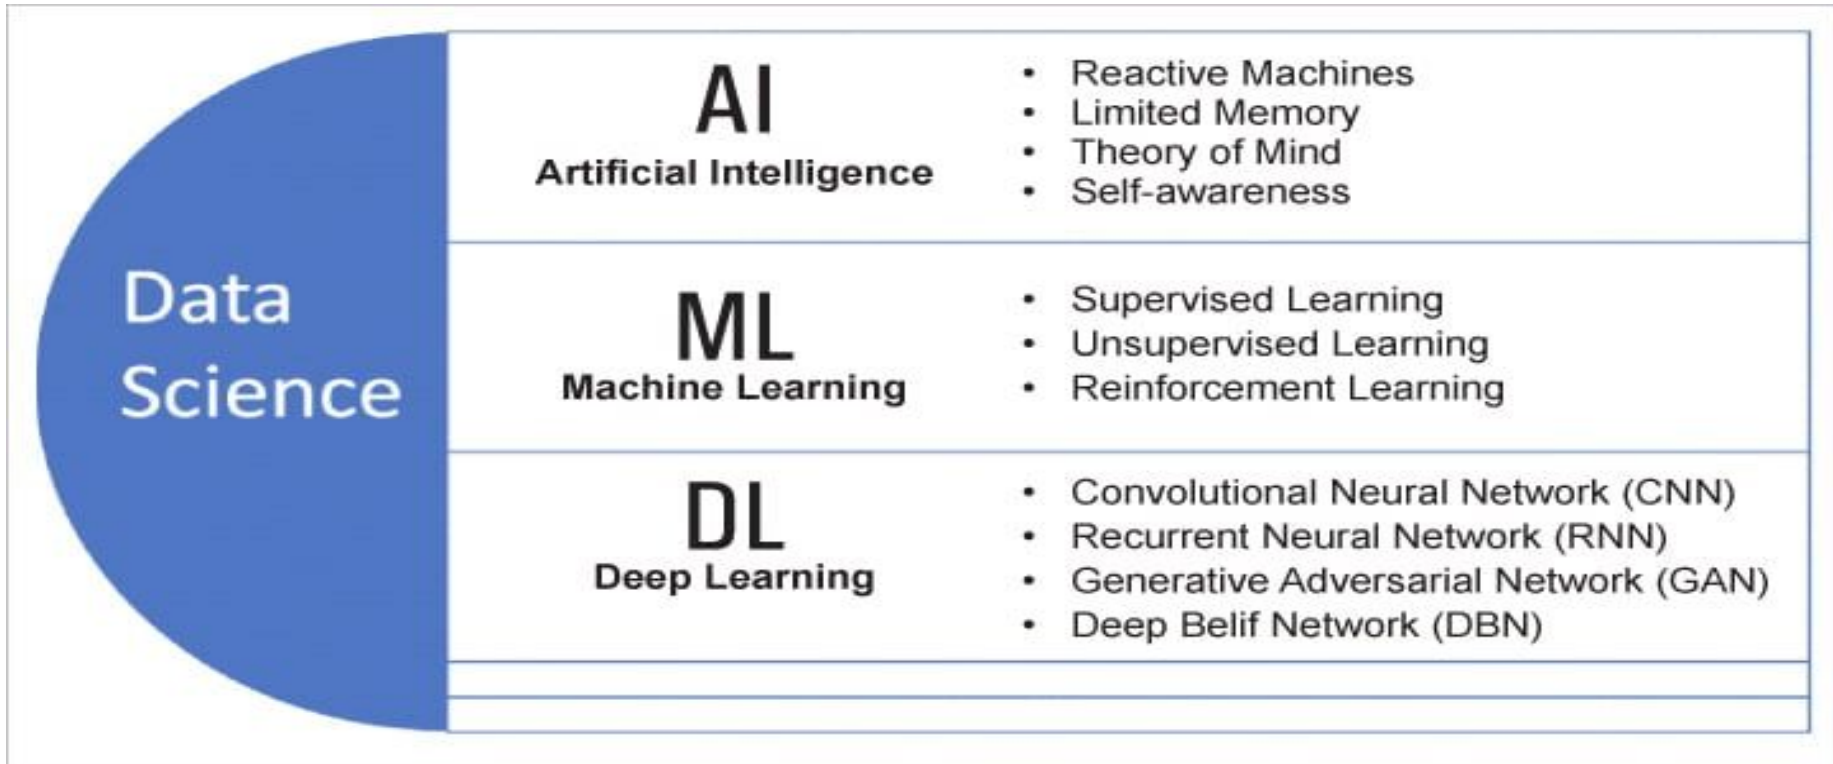 Data
Science
AI
Artificial Intelligence
• Reactive Machines
• Limited Memory
• Theory of Mind
• Self-awareness
ML
Machine Learning
• Supervised Learning
• Unsupervised Learning
• Reinforcement Learning
DL
Deep Learning
• Convolutional Neural Network (CNN)
• Recurrent Neural Network (RNN)
• Generative Adversarial Network (GAN)
• Deep Belif Network (DBN)